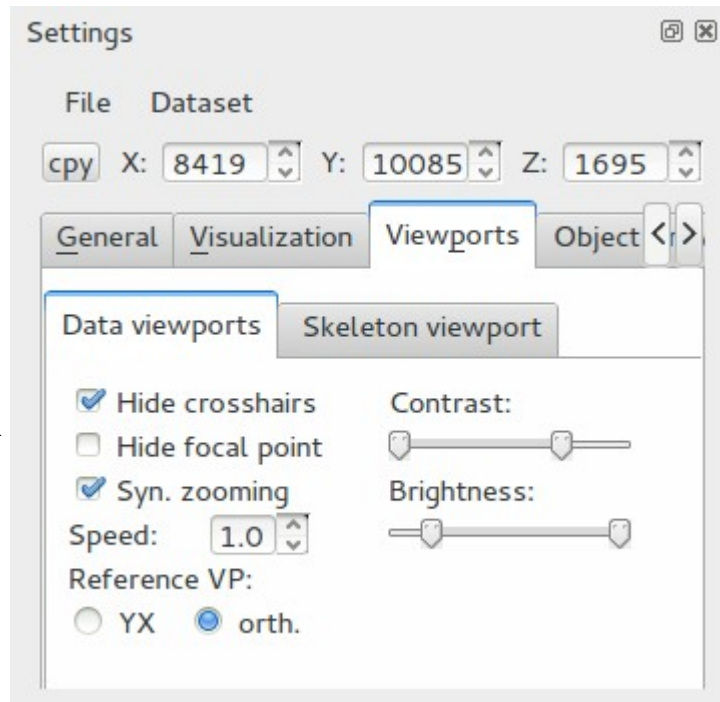 Settings
File Dataset
cpy X: 8419 Y: 10085 Z: 1695
General Visualization Viewports Object
Data viewports Skeleton viewport
Hide crosshairs Contrast:
Hide focal point
Syn. zooming Brightness:
Speed: 1.0
Reference VP:
YX orth.